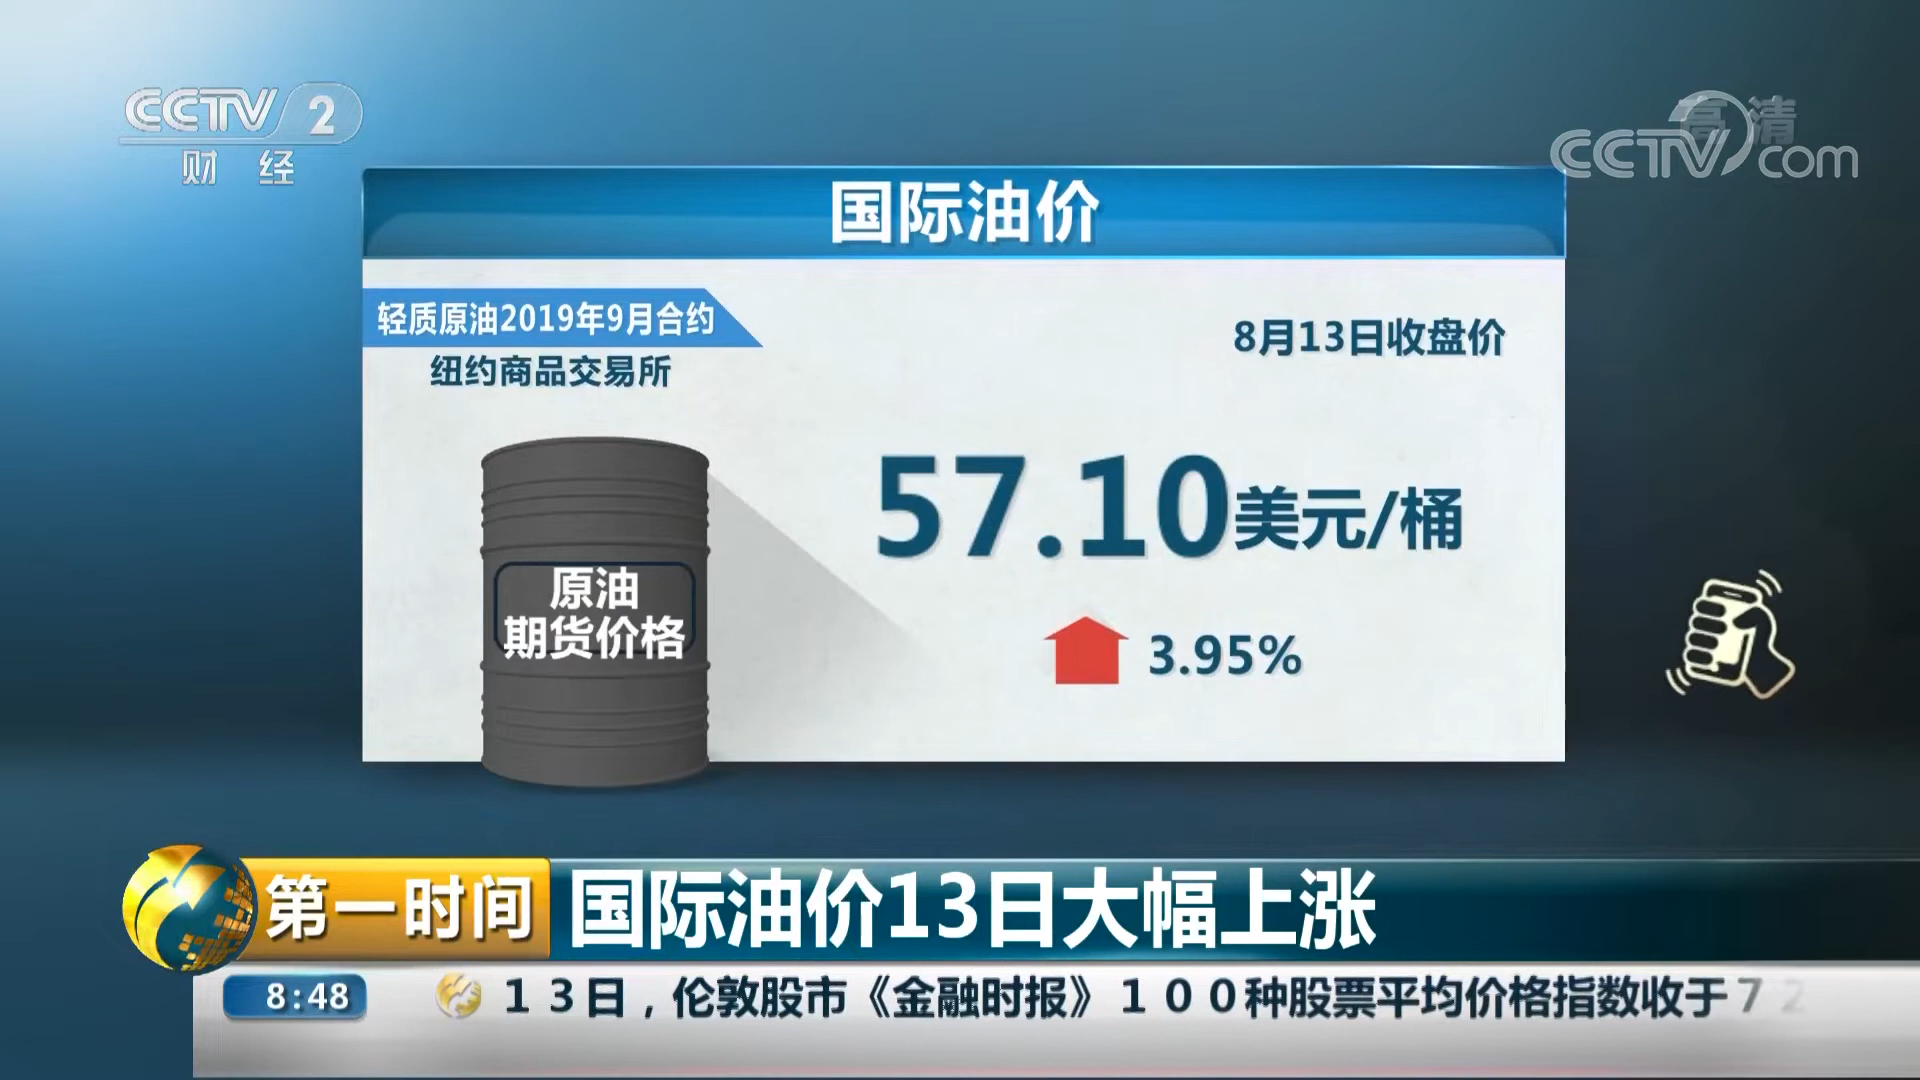 CCTV 2
财 经
高清
CCTV.com
国际油价
轻质原油2019年9月合约
纽约商品交易所
8月13日收盘价
57.10美元/桶
3.95%
原油
期货价格
第一时间
国际油价13日大幅上涨
8:48
13日，伦敦股市《金融时报》100种股票平均价格指数收于72